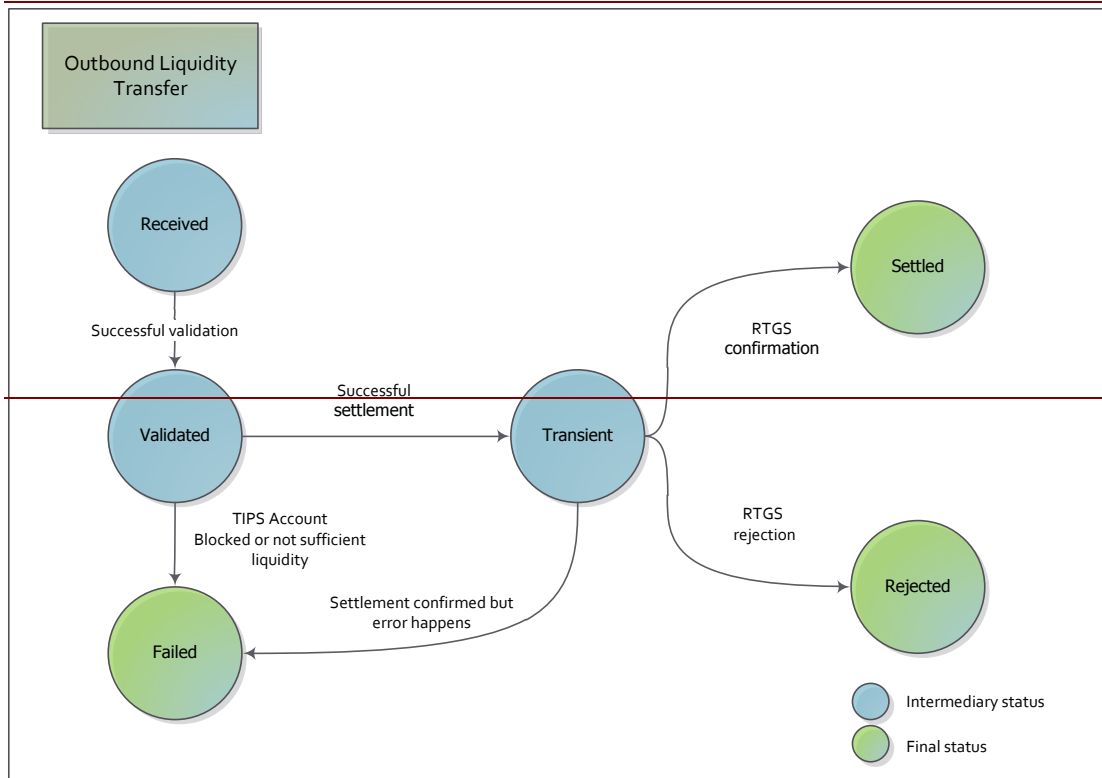 Outbound Liquidity
Transfer
Received
Successful validation
Validated
Successful
settlement
Transient
RTGS
confirmation
Settled
RTGS
rejection
Rejected
TIPS Account
Blocked or not sufficient
liquidity
Settlement confirmed but
error happens
Failed
Intermediary status
Final status